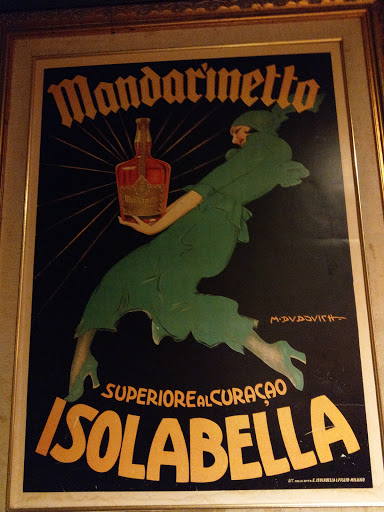 Mandarinetto
M. DUDOVICH
SUPERIORE AL CURAÇAO
ISOLABELLA